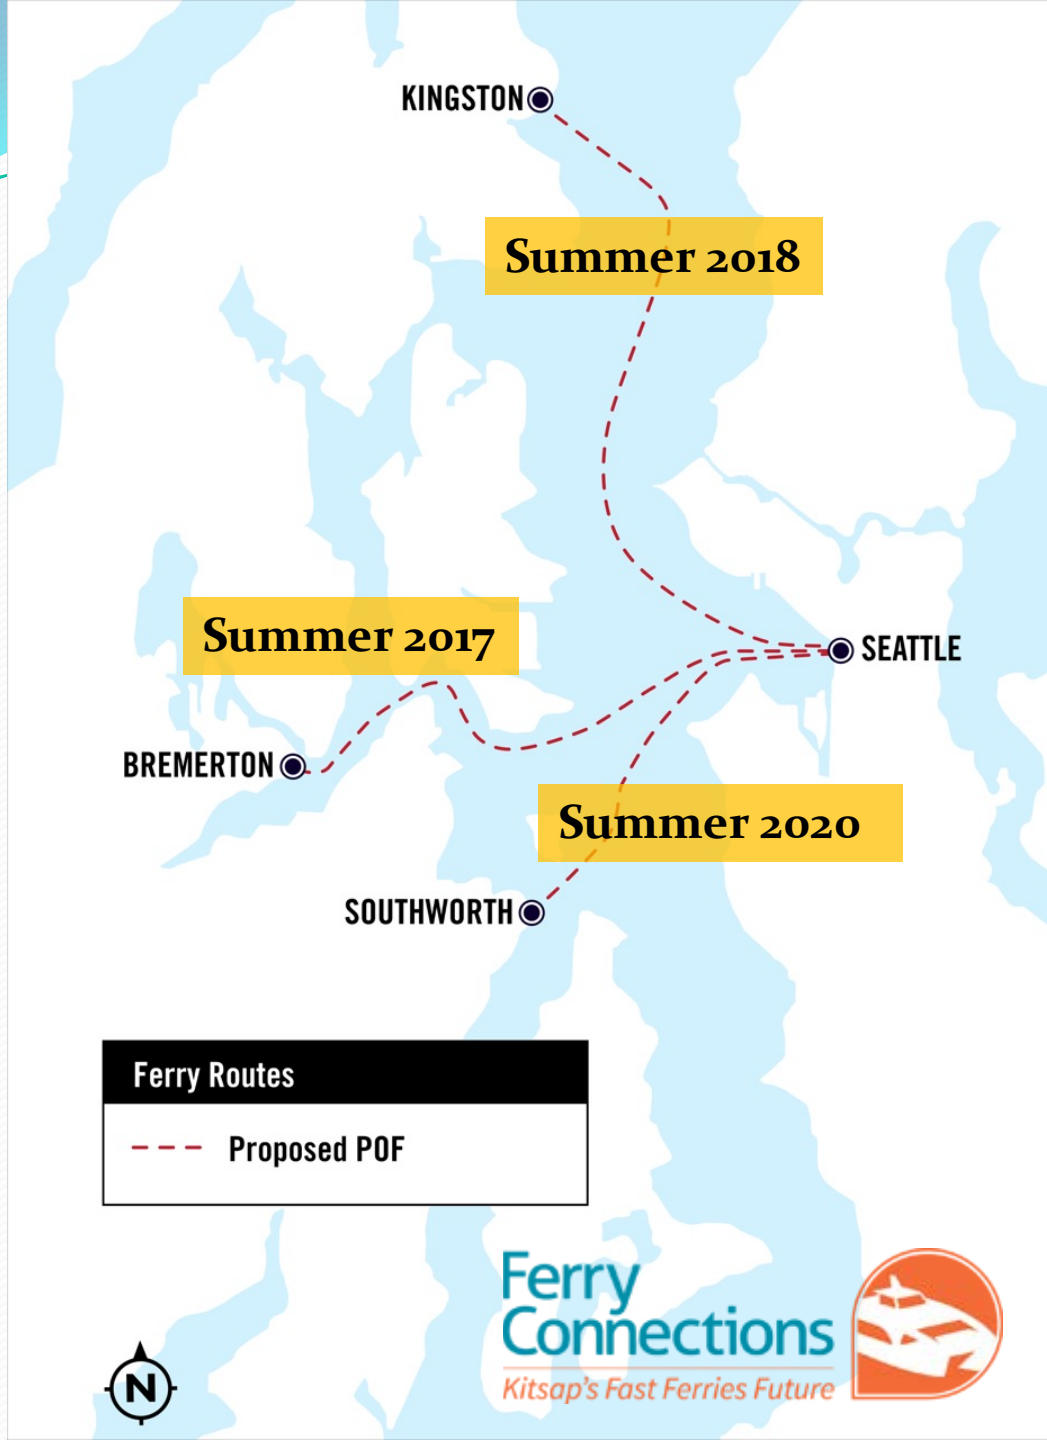 KINGSTON
Summer 2018
Summer 2017
SEATTLE
BREMERTON
Summer 2020
SOUTHWORTH
Ferry Routes
Proposed POF
Ferry
Connections
Kitsap's Fast Ferries Future
N